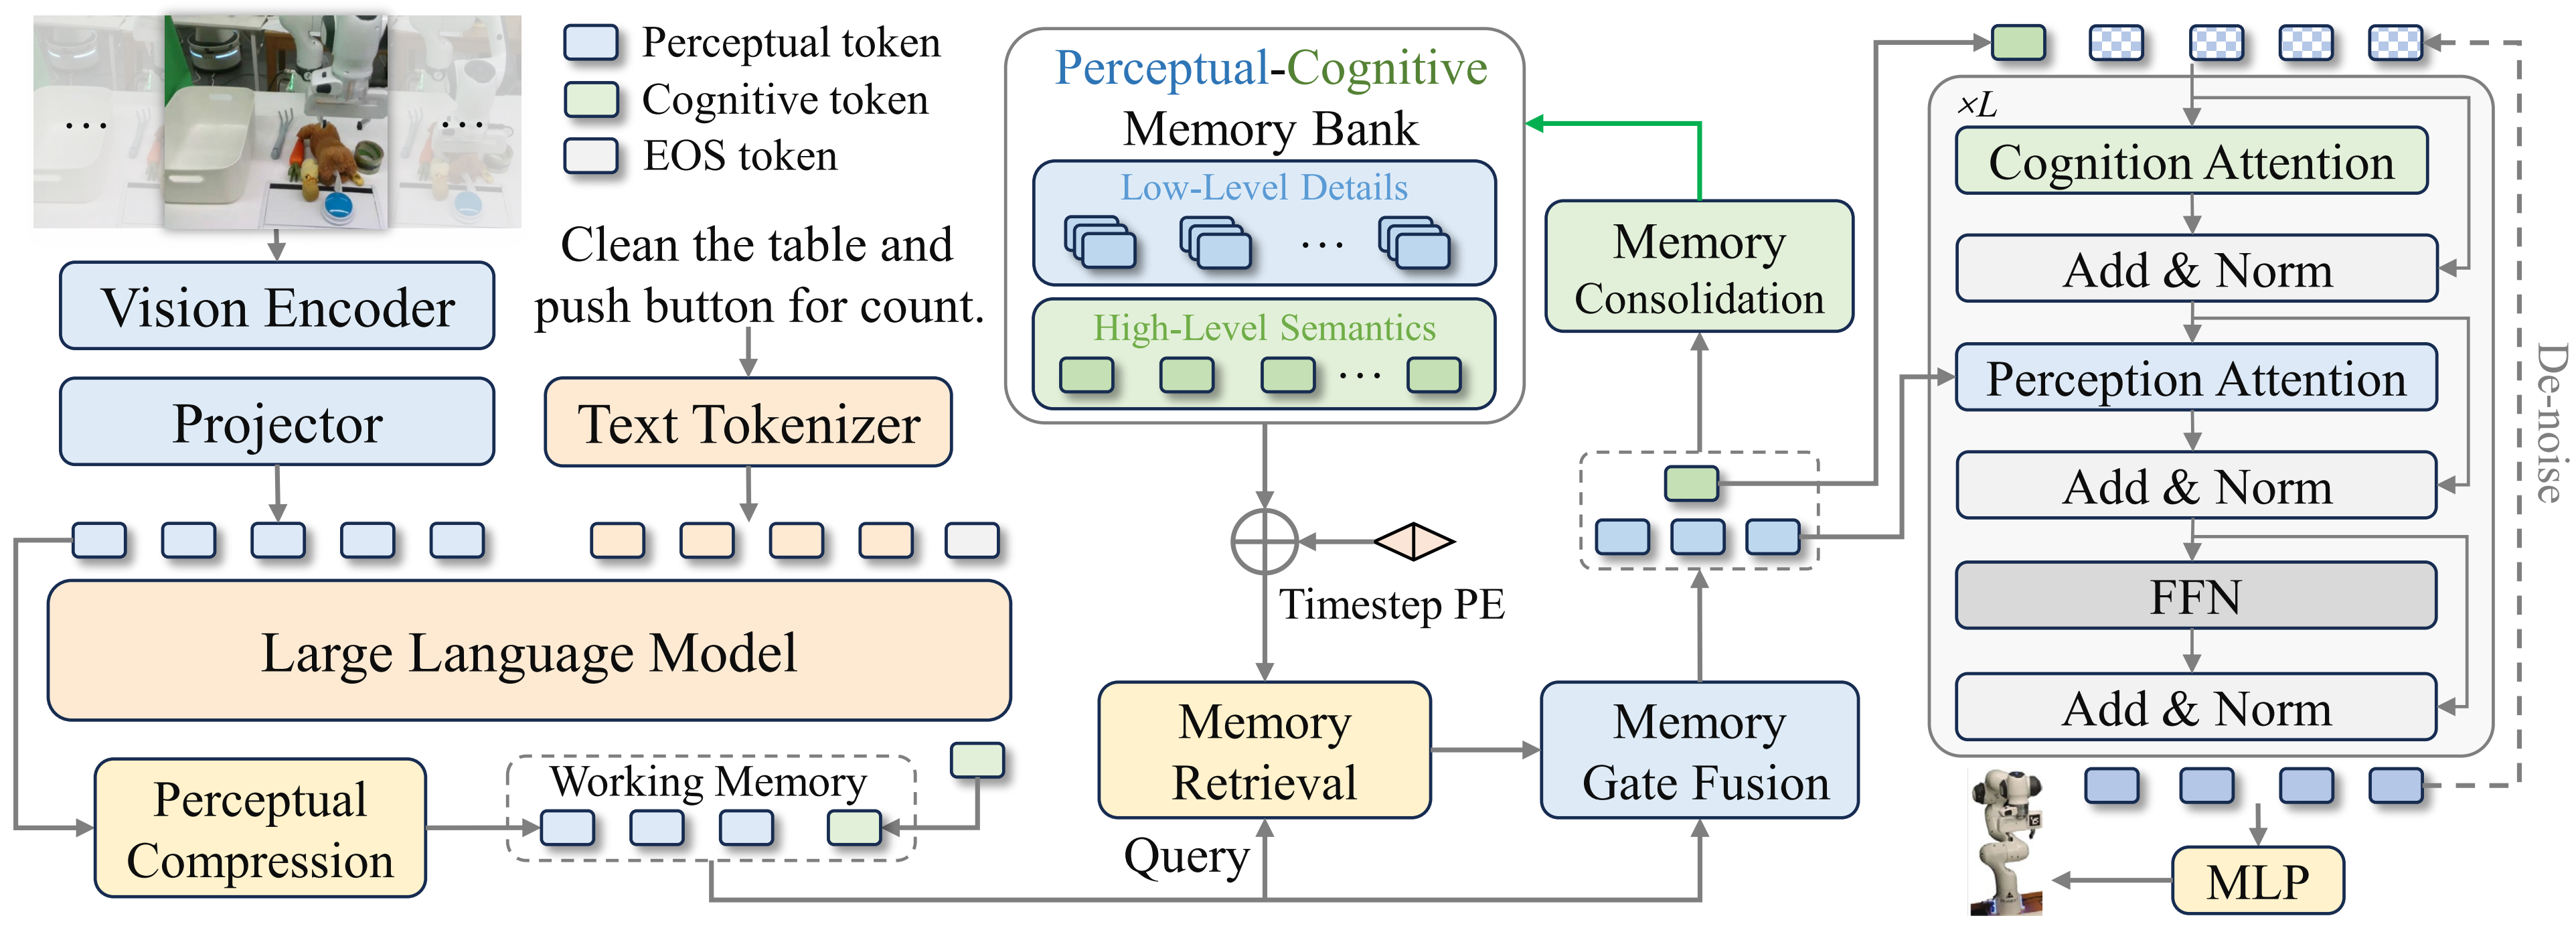 Perceptual token
Cognitive token
EOS token
Clean the table and
push button for count.
Vision Encoder
Projector
Text Tokenizer
Large Language Model
Perceptual
Compression
Working Memory
Perceptual-Cognitive
Memory Bank
Low-Level Details
...
High-Level Semantics
...
Timestep PE
Memory
Retrieval
Query
Memory
Consolidation
Memory
Gate Fusion
×L
Cognition Attention
Add & Norm
Perception Attention
Add & Norm
FFN
Add & Norm
De-noise
MLP